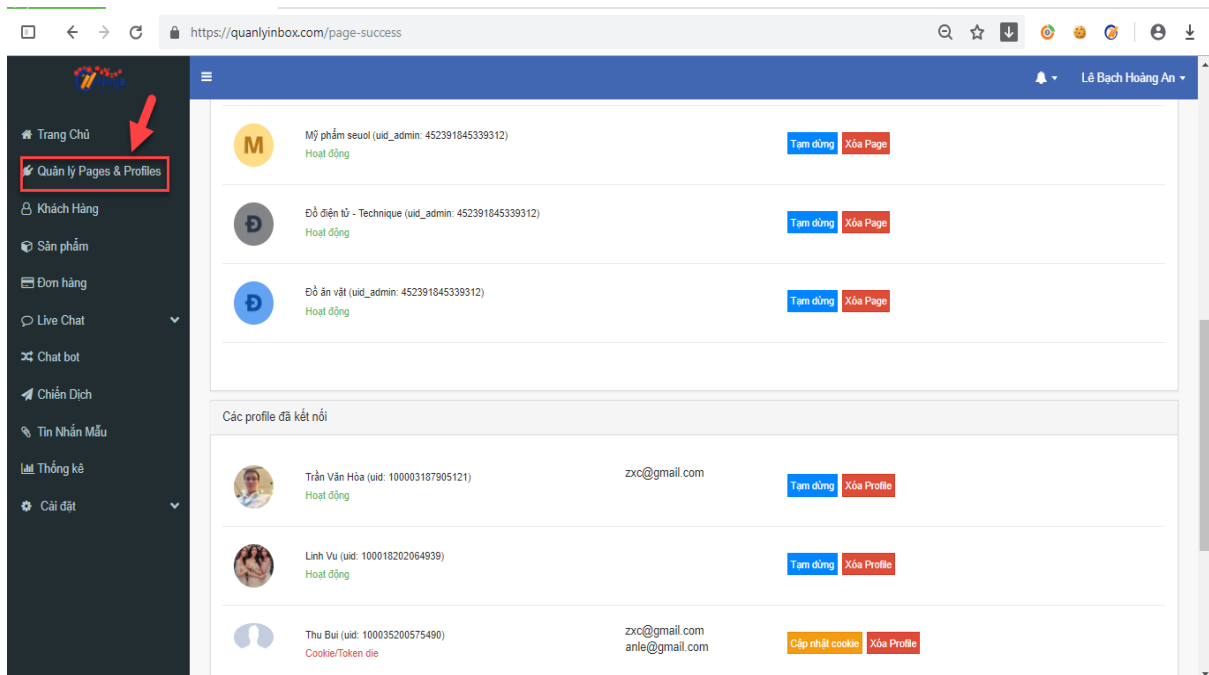 https://quanlyinbox.com/page-success
Lê Bạch Hoàng An
Trang Chủ
Quản lý Pages & Profiles
Khách Hàng
Sản phẩm
Đơn hàng
Live Chat
Chat bot
Chiến Dịch
Tin Nhắn Mẫu
Thống kê
Cài đặt
M
Mỹ phẩm seuol (uid_admin: 452391845339312)
Hoạt động
Tạm dừng Xóa Page
Đ
Đồ điện tử - Technique (uid_admin: 452391845339312)
Hoạt động
Tạm dừng Xóa Page
Đ
Đồ ăn vặt (uid_admin: 452391845339312)
Hoạt động
Tạm dừng Xóa Page
Các profile đã kết nối
Trần Văn Hòa (uid: 100003187905121)
Hoạt động
zxc@gmail.com
Tạm dừng Xóa Profile
Linh Vu (uid: 100018202064939)
Hoạt động
Tạm dừng Xóa Profile
Thu Bui (uid: 100035200575490)
Cookie/Token die
zxc@gmail.com
anle@gmail.com
Cập nhật cookie Xóa Profile